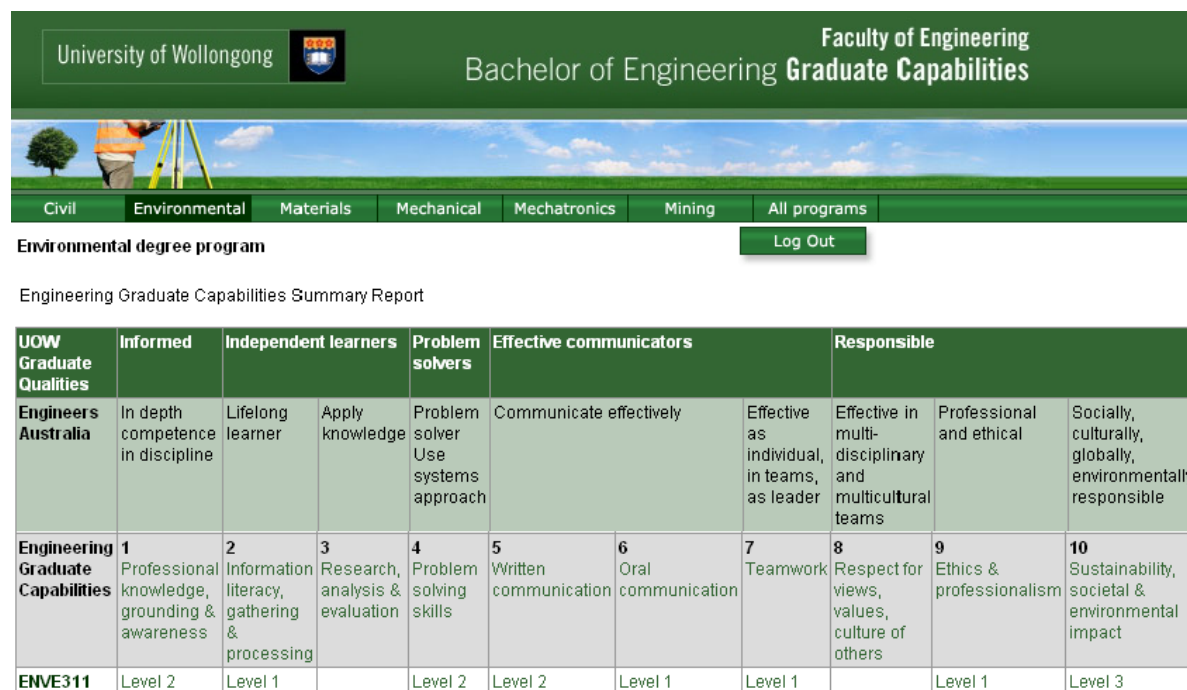 University of Wollongong
Faculty of Engineering
Bachelor of Engineering Graduate Capabilities
Civil Environmental Materials Mechanical Mechatronics Mining All programs
Log Out
Environmental degree program
Engineering Graduate Capabilities Summary Report
UOW Graduate Qualities
Informed
Independent learners
Problem solvers
Effective communicators
Responsible
Engineers Australia
In depth competence in discipline
Lifelong learner
Apply knowledge
Problem solver Use systems approach
Communicate effectively
Effective as individual, in teams, as leader
Effective in multi-disciplinary and multicultural teams
Professional and ethical
Socially, culturally, globally, environmentally responsible
Engineering Graduate Capabilities
1 Professional knowledge, grounding & awareness
2 Information literacy, gathering & processing
3 Research, analysis & evaluation
4 Problem solving skills
5 Written communication
6 Oral communication
7 Teamwork
8 Respect for views, values, culture of others
9 Ethics & professionalism
10 Sustainability, societal & environmental impact
ENVE311 Level 2 Level 1 Level 2 Level 2 Level 1 Level 1 Level 1 Level 3